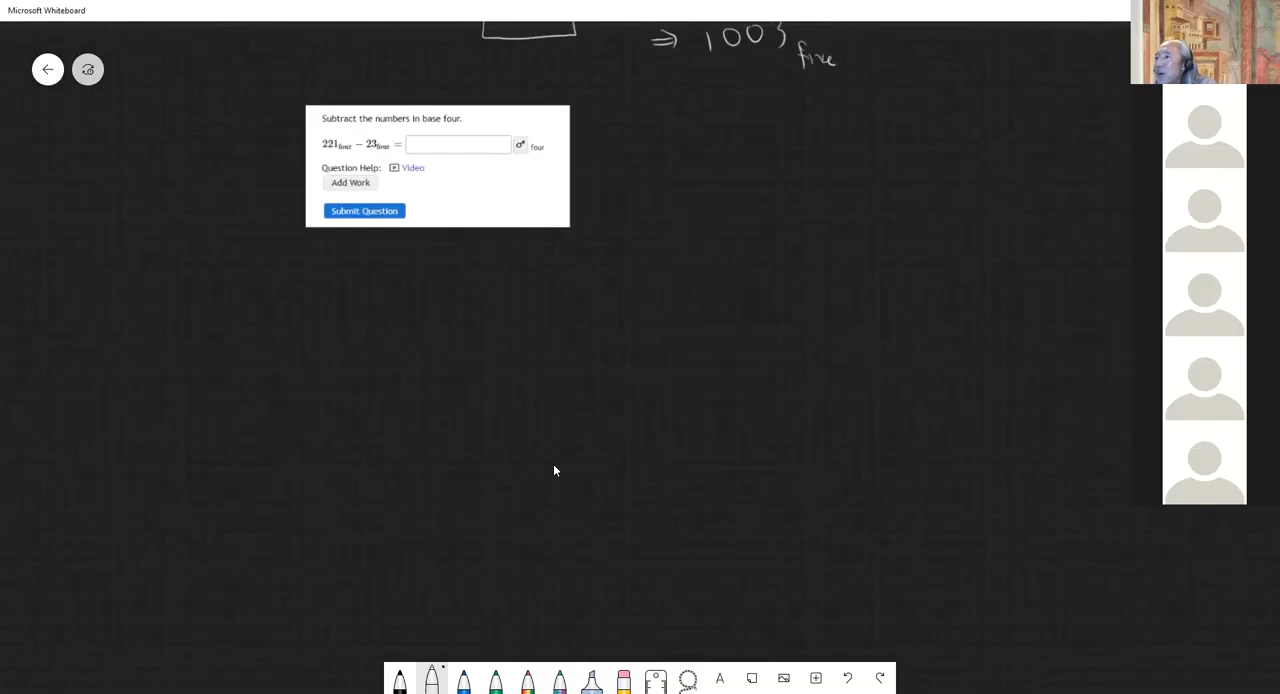 Microsoft Whiteboard
⇒ 1003 five
Subtract the numbers in base four.
221four − 23four = four
Question Help: Video
Add Work
Submit Question
A